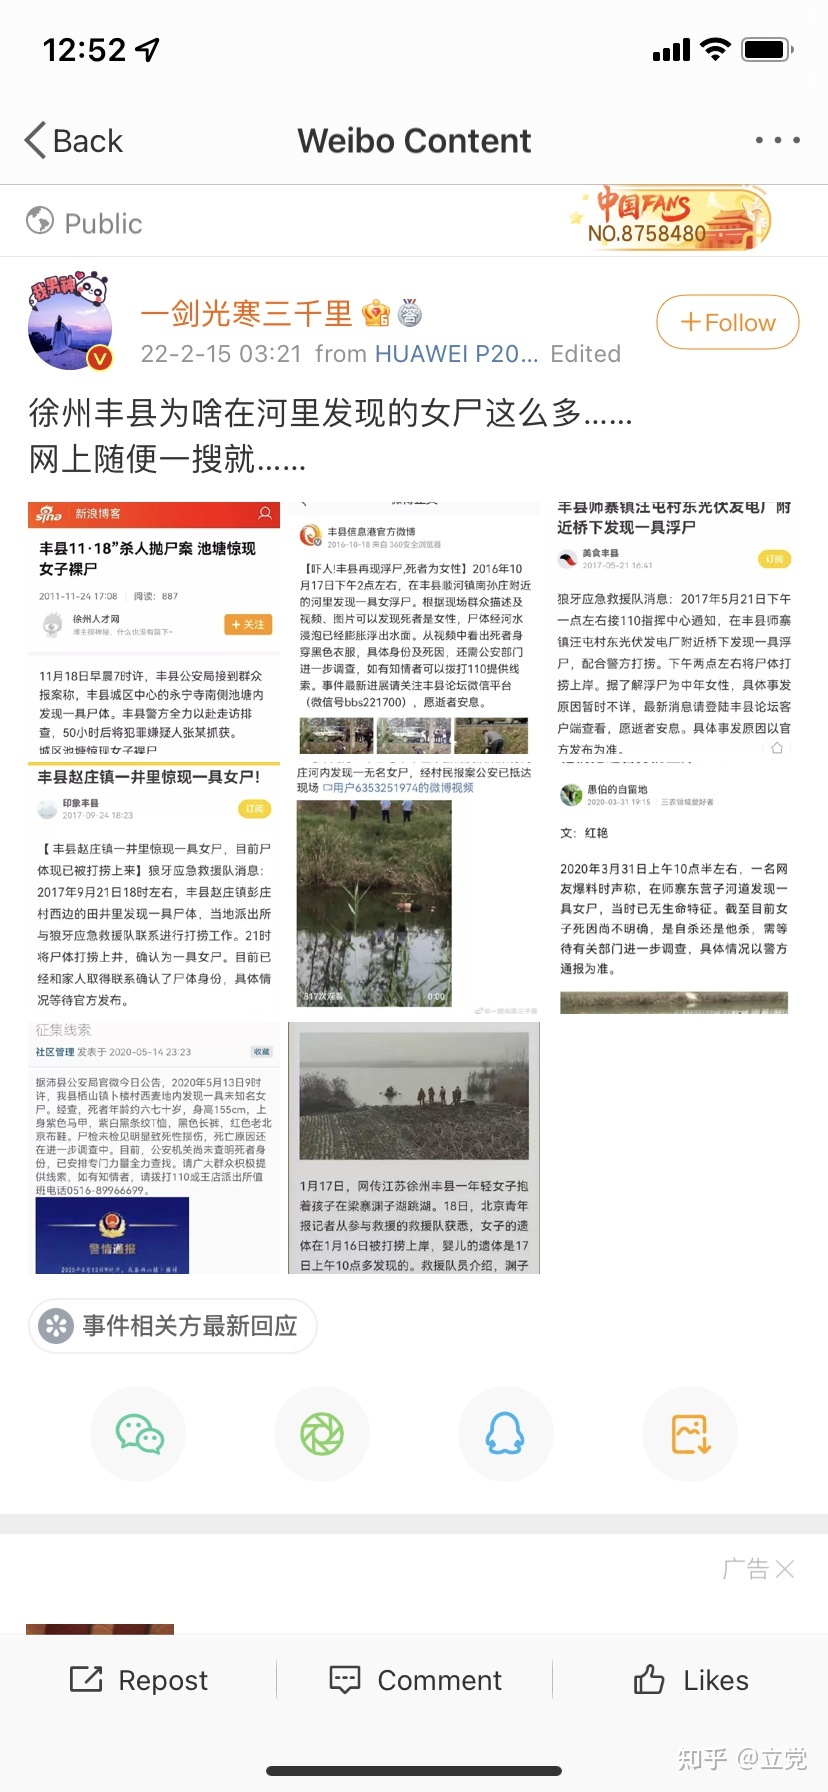 12:52
Back
Weibo Content
Public
中国FANS
NO.8758480
我男神
一剑光寒三千里
22-2-15 03:21 from HUAWEI P20... Edited
+Follow
徐州丰县为啥在河里发现的女尸这么多......
网上随便一搜就......
sina 新浪博客
丰县11·18”杀人抛尸案 池塘惊现
女子裸尸
2011-11-24 17:08 阅读：887
徐州人才网
博主很神秘，什么也没有留下~
+关注
11月18日早晨7时许，丰县公安局接到群众
报案称，丰县城区中心的永宁寺南侧池塘内
发现一具尸体。丰县警方全力以赴走访排
查，50小时后将犯罪嫌疑人张某抓获。
城区池塘惊现女子裸尸
丰县信息港官方微博
2016-10-18 来自 360安全浏览器
【吓人!丰县再现浮尸,死者为女性】2016年10
月17日下午2点左右，在丰县顺河镇南孙庄附近
的河里发现一具女浮尸。根据现场群众描述及
视频、图片可以发现死者是女性，尸体经河水
浸泡已经膨胀浮出水面。从视频中看出死者身
穿黑色衣服，具体身份及死因，还需公安部门
进一步调查，如有知情者可以拨打110提供线
索。事件最新进展请关注丰县论坛微信平台
（微信号bbs221700），愿逝者安息。
丰县师寨镇汪屯村东光伏发电厂附
近桥下发现一具浮尸
美食丰县
2017-05-21 16:41
订阅
狼牙应急救援队消息：2017年5月21日下午
一点左右接110指挥中心通知，在丰县师寨
镇汪屯村东光伏发电厂附近桥下发现一具浮
尸，配合警方打捞。下午两点左右将尸体打
捞上岸。据了解浮尸为中年女性，具体事发
原因暂时不详，最新消息请登陆丰县论坛客
户端查看，愿逝者安息。具体事发原因以官
方发布为准。
丰县赵庄镇一井里惊现一具女尸!
印象丰县
2017-09-24 18:23
订阅
【 丰县赵庄镇一井里发现一具女尸，目前尸
体现已被打捞上来】狼牙应急救援队消息：
2017年9月21日18时左右，丰县赵庄镇彭庄
村西边的田井里发现一具尸体，当地派出所
与狼牙应急救援队联系进行打捞工作。21时
将尸体打捞上井，确认为一具女尸。目前已
经和家人取得联系确认了尸体身份，具体情
况等待官方发布。
庄河内发现一无名女尸，经村民报案公安已抵达
现场 用户6353251974的微博视频
817次观看
0:00
愚伯的自留地
2020-03-31 19:15 · 三农领域爱好者
文：红艳
2020年3月31日上午10点半左右，一名网
友爆料时声称，在师寨东营子河道发现一
具女尸，当时已无生命特征。截至目前女
子死因尚不明确，是自杀还是他杀，需等
待有关部门进一步调查，具体情况以警方
通报为准。
征集线索
社区管理 发表于 2020-05-14 23:23
收藏
据沛县公安局官微今日公告，2020年5月13日9时
许，我县栖山镇卜楼村西麦地内发现一具未知名女
尸。经查，死者年龄约六七十岁，身高155cm，上
身紫色马甲，紫白黑条纹T恤，黑色长裤，红色老北
京布鞋。尸检未检见明显致死性损伤，死亡原因还
在进一步调查中。目前，公安机关尚未查明死者身
份，已安排专门力量全力查找。请广大群众积极提
供线索，如有知情者，请拨打110或王店派出所值
班电话0516-89966699。
警情通报
1月17日，网传江苏徐州丰县一年轻女子抱
着孩子在梁寨渊子湖跳湖。18日，北京青年
报记者从参与救援的救援队获悉，女子的遗
体在1月16日被打捞上岸，婴儿的遗体是17
日上午10点多发现的。救援队员介绍，渊子
事件相关方最新回应
广告
Repost
Comment
Likes
知乎 @立党